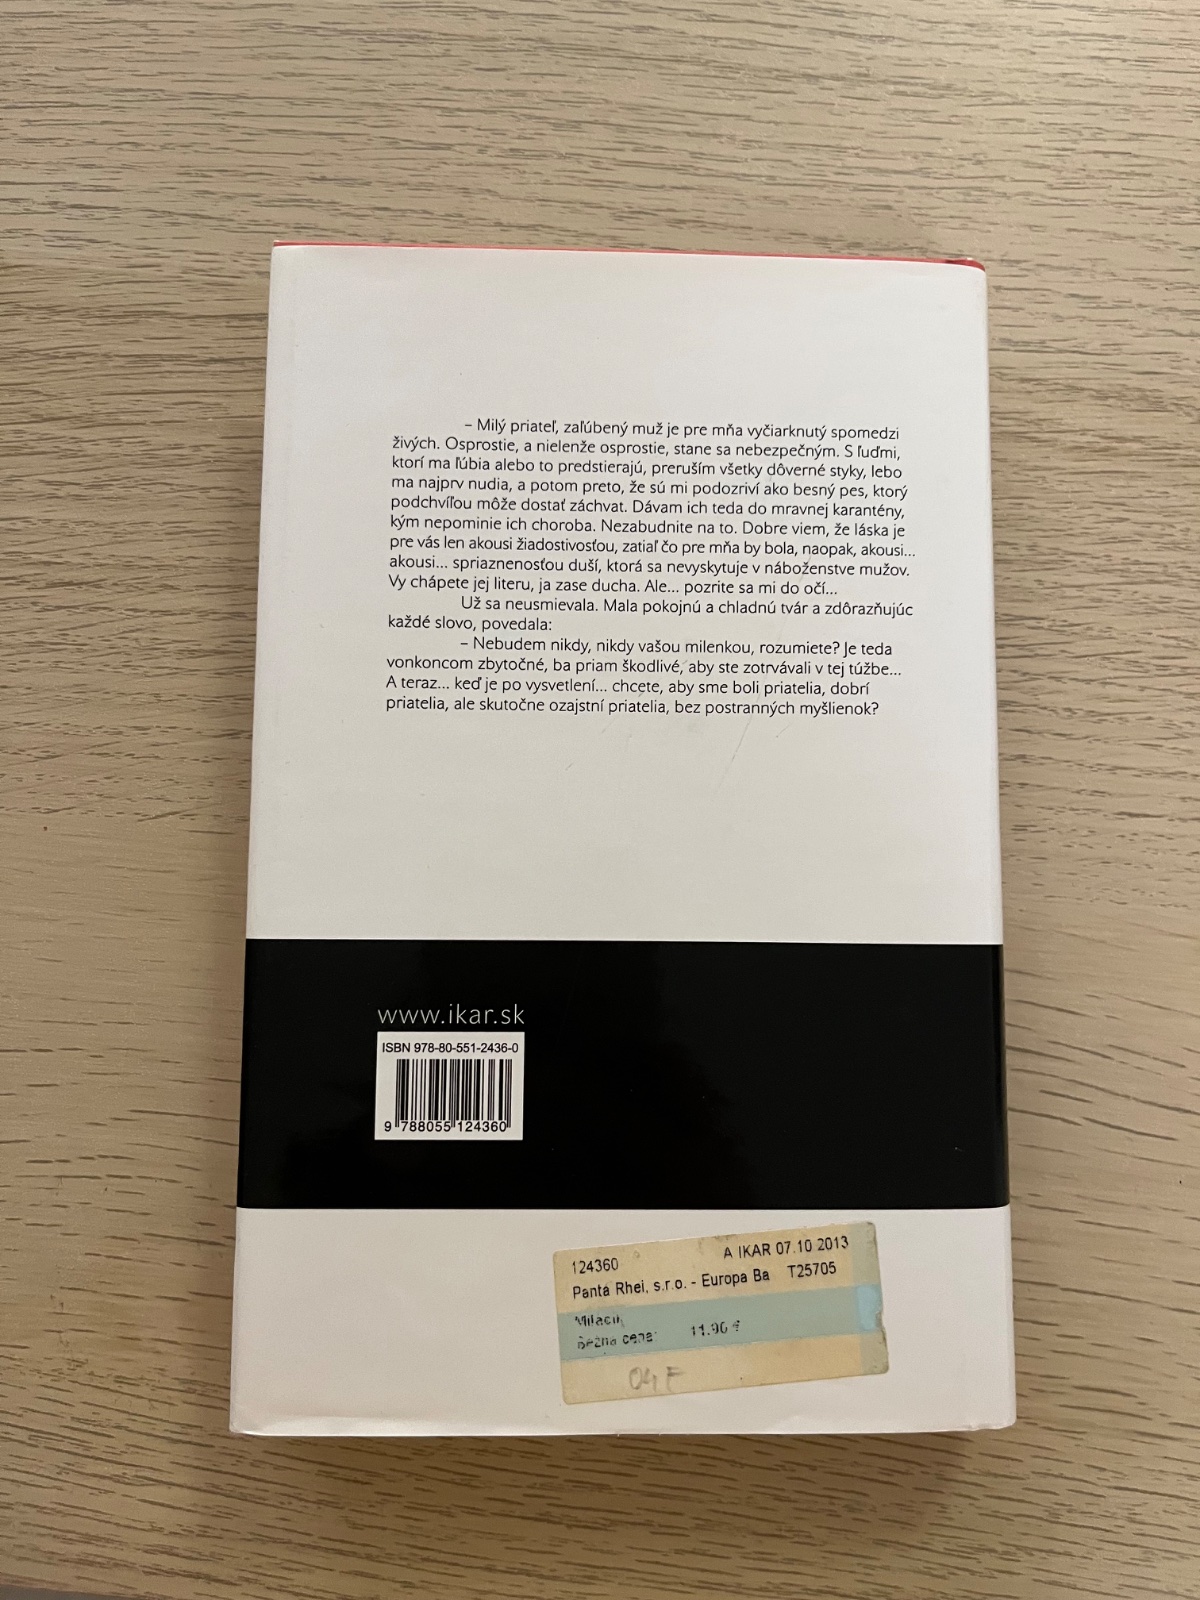 – Milý priateľ, zaľúbený muž je pre mňa vyčiarknutý spomedzi
živých. Osprostie, a nielenže osprostie, stane sa nebezpečným. S ľuďmi,
ktorí ma ľúbia alebo to predstierajú, preruším všetky dôverné styky, lebo
ma najprv nudia, a potom preto, že sú mi podozriví ako besný pes, ktorý
podchvíľou môže dostať záchvat. Dávam ich teda do mravnej karantény,
kým nepominie ich choroba. Nezabudnite na to. Dobre viem, že láska je
pre vás len akousi žiadostivosťou, zatiaľ čo pre mňa by bola, naopak, akousi...
akousi... spriaznenosťou duší, ktorá sa nevyskytuje v náboženstve mužov.
Vy chápete jej literu, ja zase ducha. Ale... pozrite sa mi do očí...
Už sa neusmievala. Mala pokojnú a chladnú tvár a zdôrazňujúc
každé slovo, povedala:
– Nebudem nikdy, nikdy vašou milenkou, rozumiete? Je teda
vonkoncom zbytočné, ba priam škodlivé, aby ste zotrvávali v tej túžbe...
A teraz... keď je po vysvetlení... chcete, aby sme boli priatelia, dobrí
priatelia, ale skutočne ozajstní priatelia, bez postranných myšlienok?
www.ikar.sk
ISBN 978-80-551-2436-0
9 788055 124360
124360 A IKAR 07.10 2013
Panta Rhei, s.r.o. - Europa Ba T25705
Miláčik
Bežná cena: 11.90 €